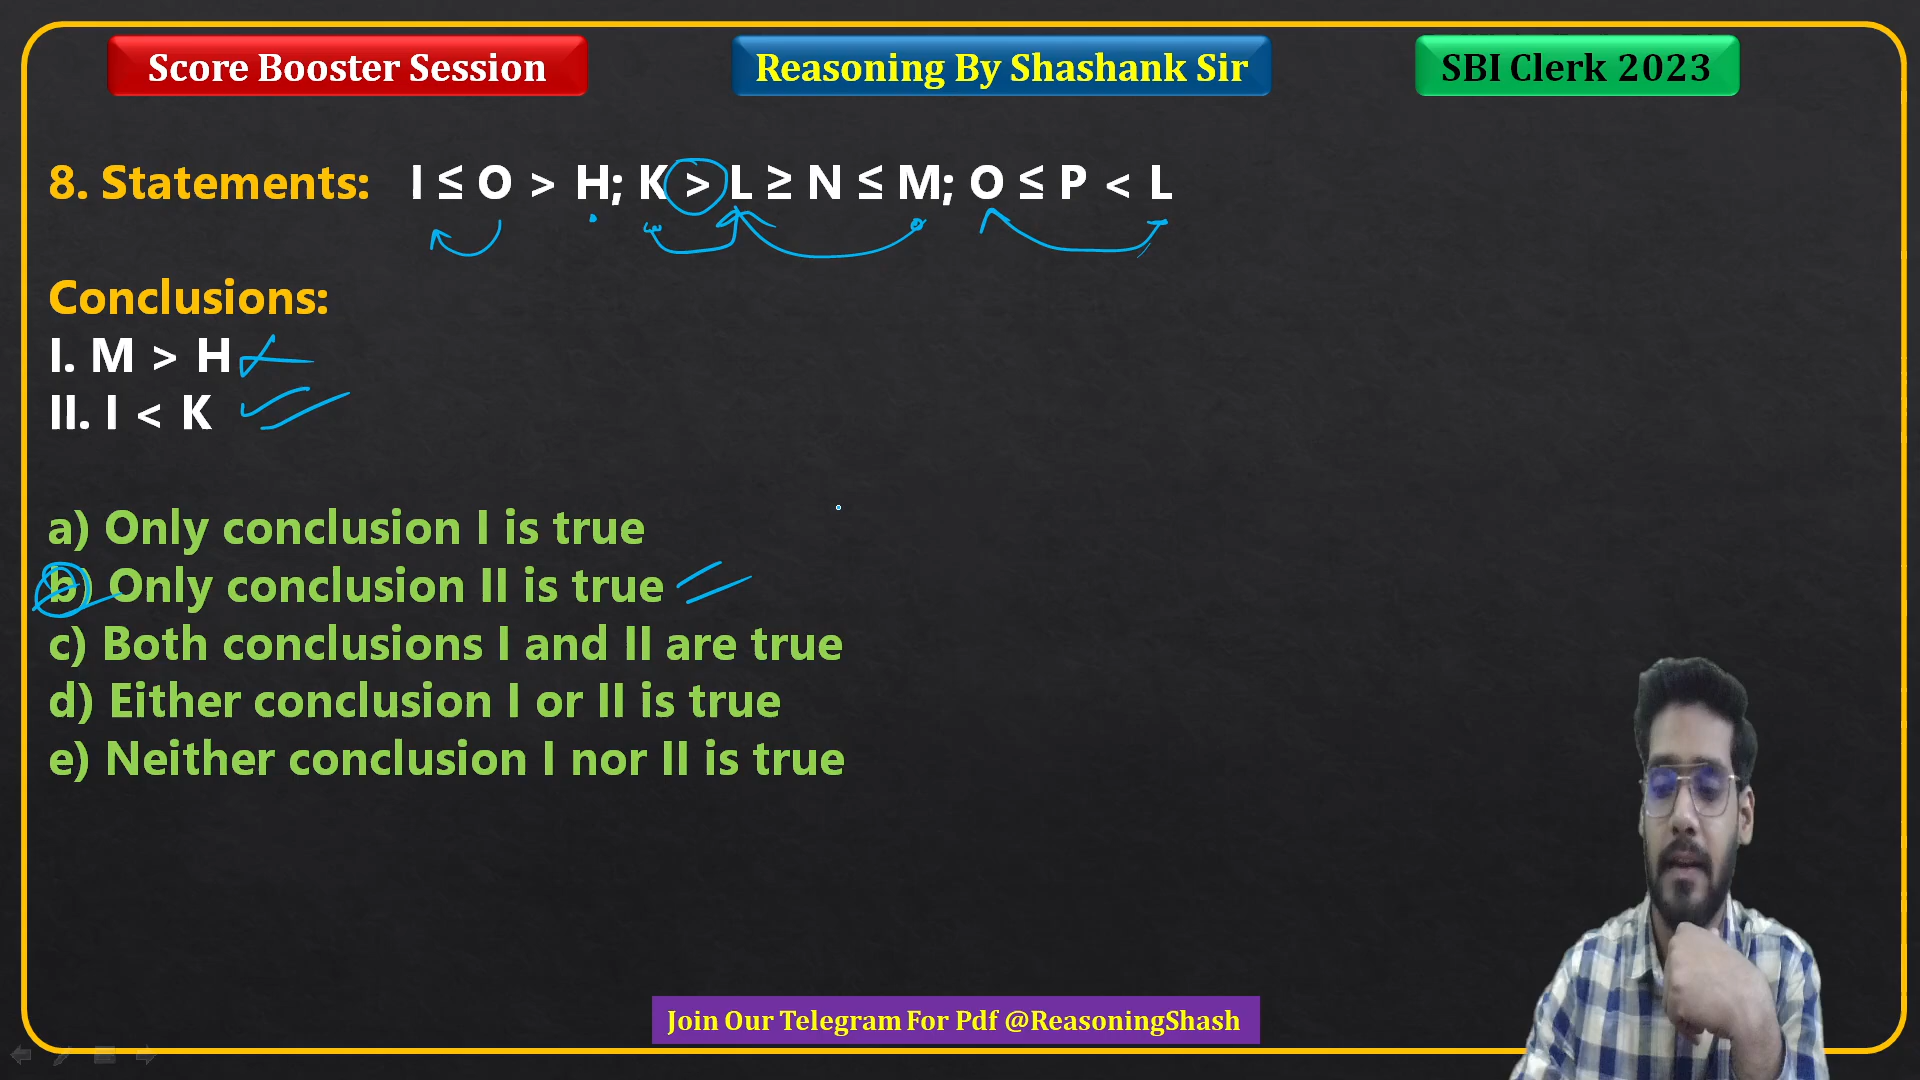 Score Booster Session
Reasoning By Shashank Sir
SBI Clerk 2023
8. Statements: I ≤ O > H; K > L ≥ N ≤ M; O ≤ P < L
Conclusions:
I. M > H
II. I < K
a) Only conclusion I is true
b) Only conclusion II is true
c) Both conclusions I and II are true
d) Either conclusion I or II is true
e) Neither conclusion I nor II is true
Join Our Telegram For Pdf @ReasoningShash